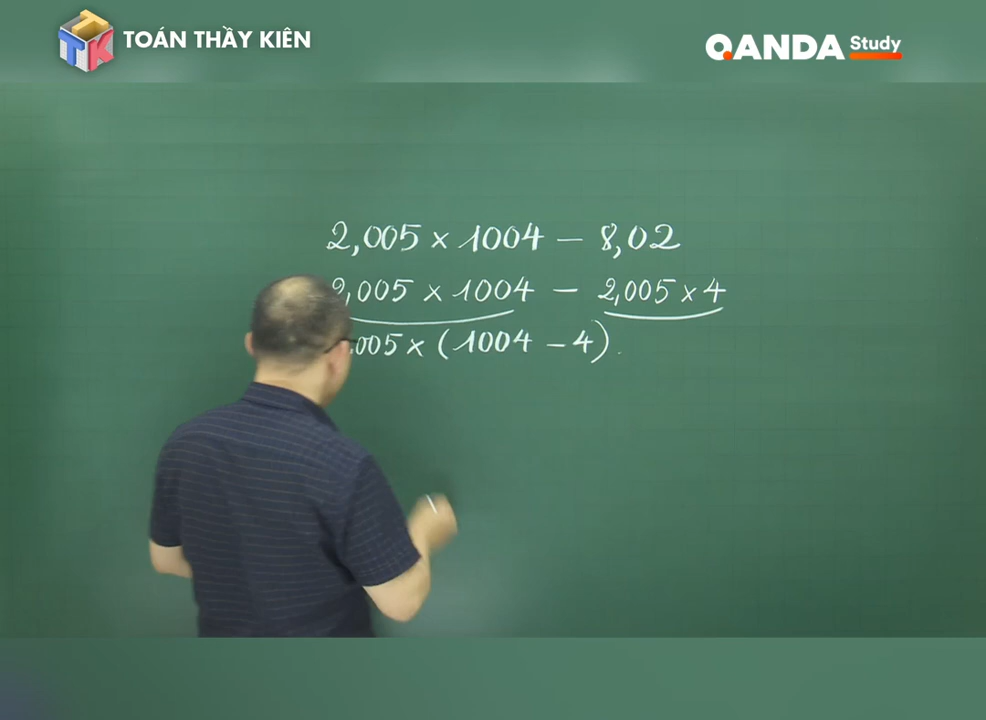 TOÁN THẦY KIÊN
QANDA Study
2,005 × 1004 − 8,02
2,005 × 1004 − 2,005 × 4
.005 × (1004 − 4).